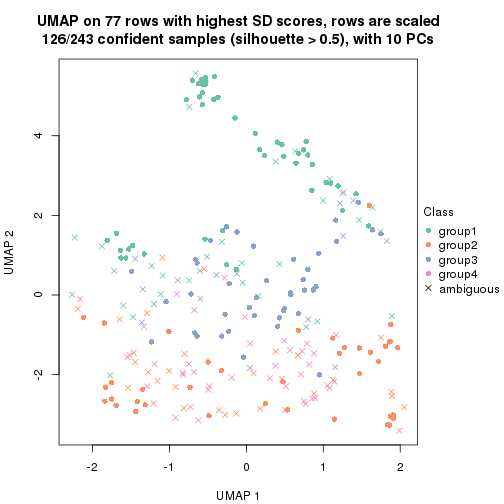 UMAP on 77 rows with highest SD scores, rows are scaled
126/243 confident samples (silhouette > 0.5), with 10 PCs
4
2
0
-2
UMAP 2
-2
-1
0
1
2
UMAP 1
Class
group1
group2
group3
group4
ambiguous